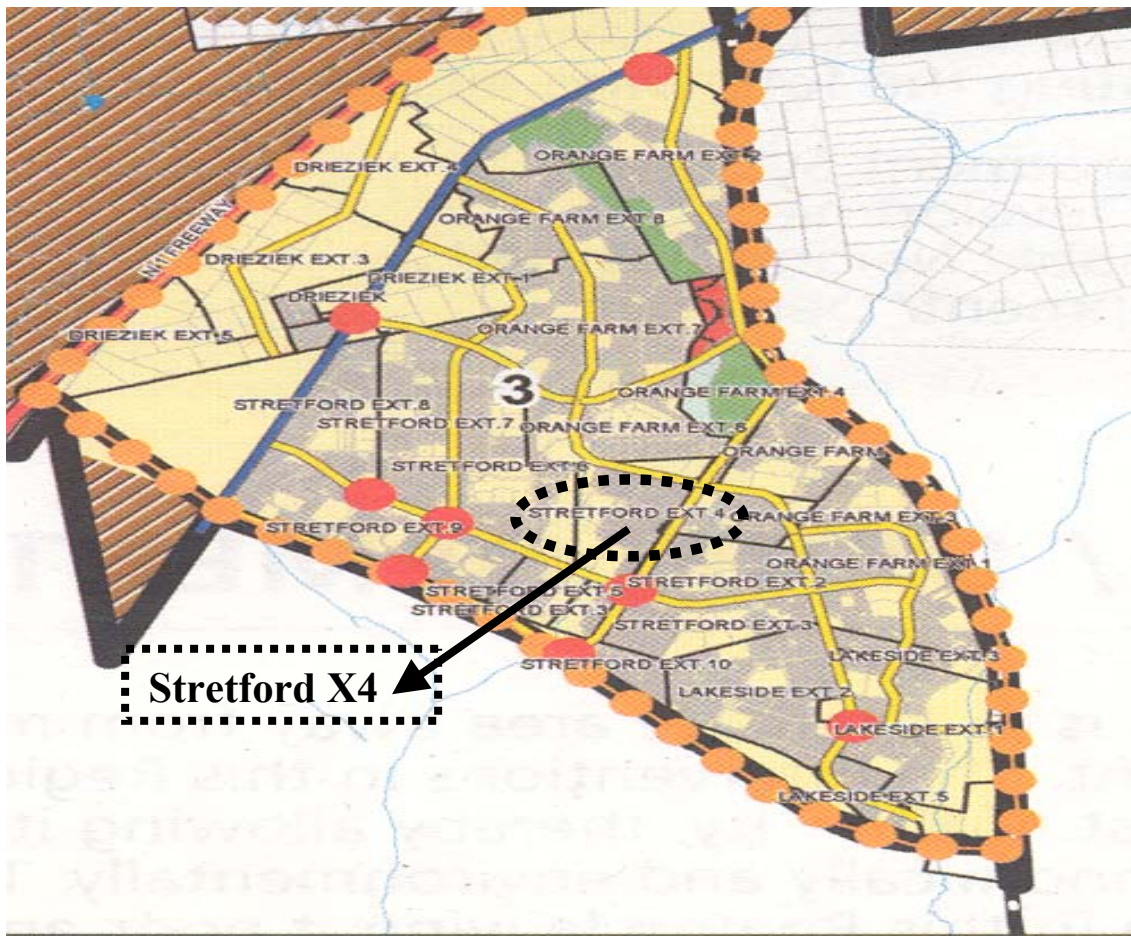 ORANGE FARM EXT.2
DRIEZIEK EXT.4
ORANGE FARM EXT 8
N1 FREEWAY
DRIEZIEK EXT.3
DRIEZIEK EXT.1
DRIEZIEK
DRIEZIEK EXT.5
ORANGE FARM EXT.7
3
ORANGE FARM EXT.4
STRETFORD EXT.8
STRETFORD EXT.7
ORANGE FARM EXT.6
ORANGE FARM
STRETFORD EXT.6
STRETFORD EXT.4
ORANGE FARM EXT.3
STRETFORD EXT.9
ORANGE FARM EXT.1
STRETFORD EXT.2
STRETFORD EXT.5
STRETFORD EXT.3
STRETFORD EXT.3
LAKESIDE EXT.3
STRETFORD EXT.10
Stretford X4
LAKESIDE EXT.2
LAKESIDE EXT.1
LAKESIDE EXT.5